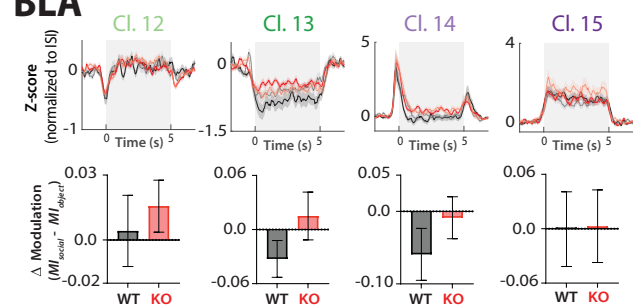 BLA
Cl. 12 Cl. 13 Cl. 14 Cl. 15
Z-score
(normalized to ISI)
0
-1
0 5
Time (s)
0
-1.5
0 5
Time (s)
5
0
0 5
Time (s)
4
0
0 5
Time (s)
Δ Modulation
(MIsocial - MIobject)
0.03
0.0
-0.02
WT KO
0.06
0.0
-0.06
WT KO
0.05
0.0
-0.10
WT KO
0.06
0.0
-0.06
WT KO